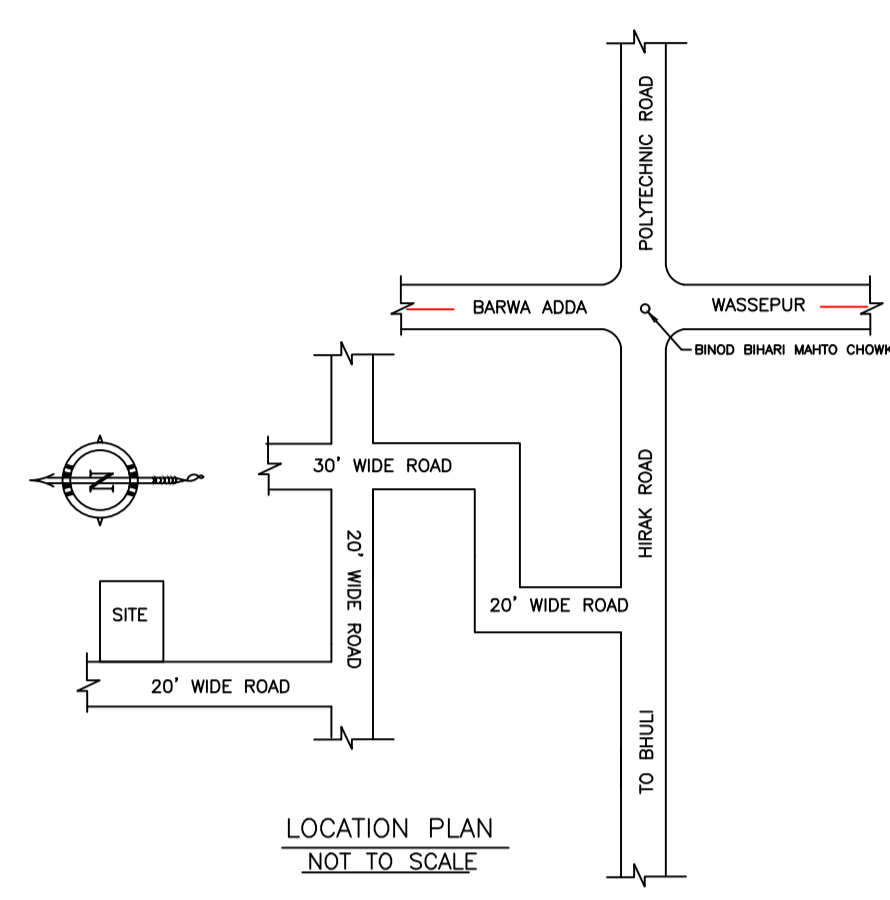 POLYTECHNIC ROAD
BARWA ADDA
WASSEPUR
BINOD BIHARI MAHTO CHOWK
30' WIDE ROAD
N
HIRAK ROAD
20' WIDE ROAD
20' WIDE ROAD
SITE
20' WIDE ROAD
TO BHULI
LOCATION PLAN
NOT TO SCALE